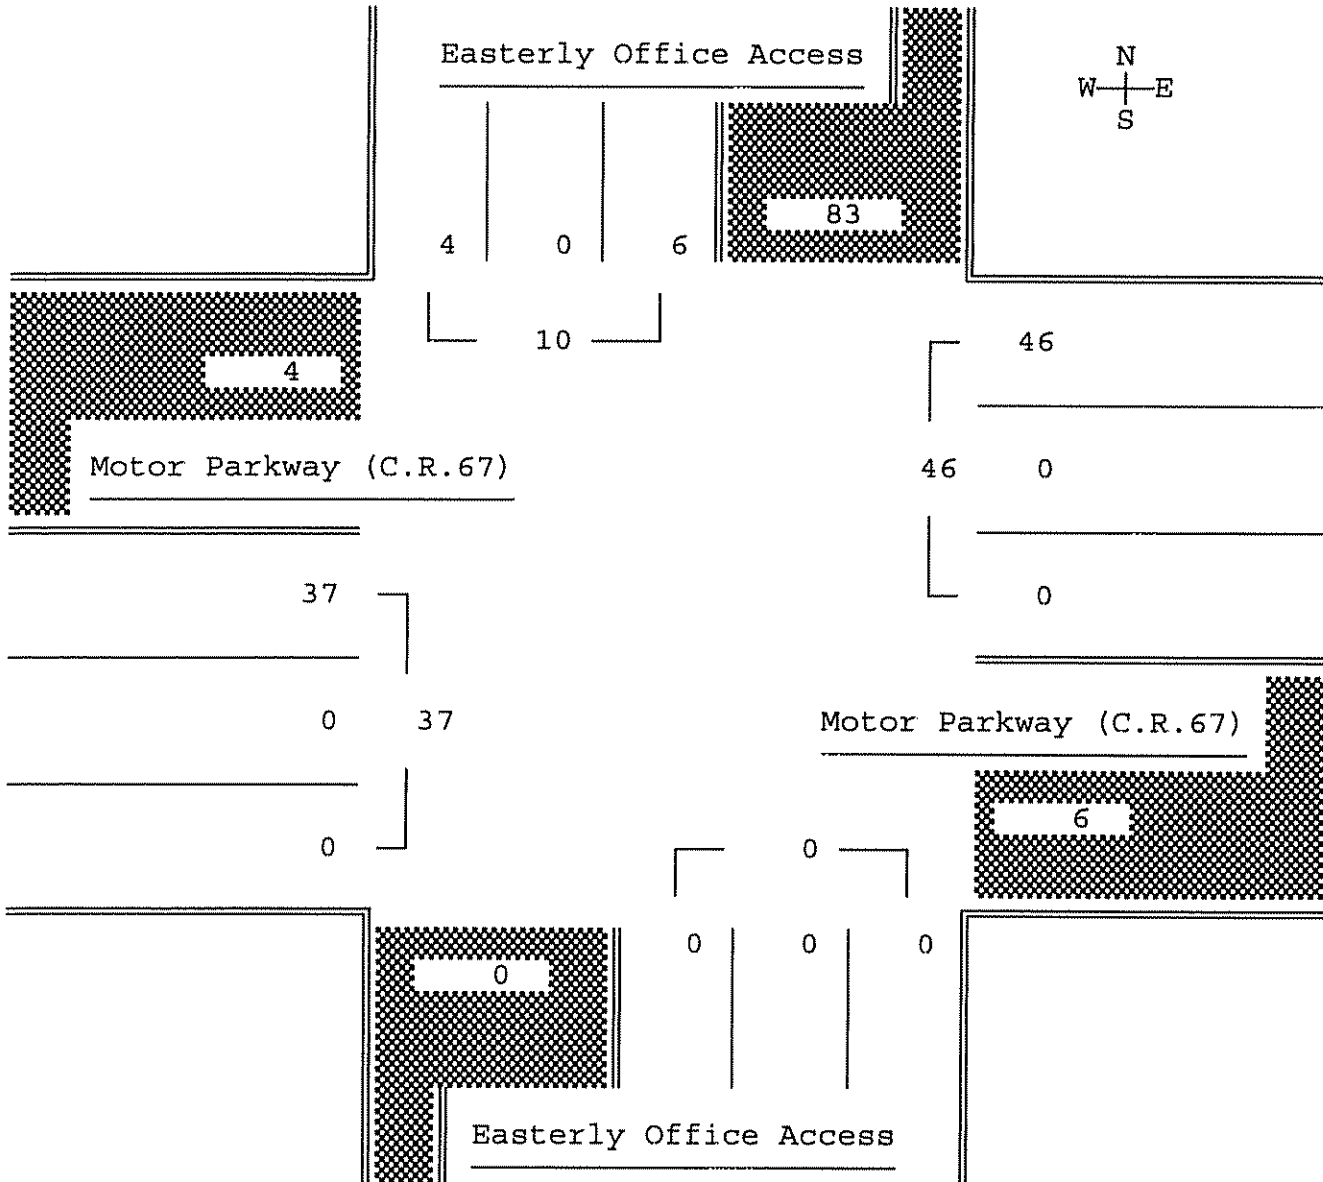 Easterly Office Access
N
W E
S
83
4 0 6
10
46
4
Motor Parkway (C.R.67)
46 0
37
0
0 37
Motor Parkway (C.R.67)
6
0
0
0 0 0
0
Easterly Office Access